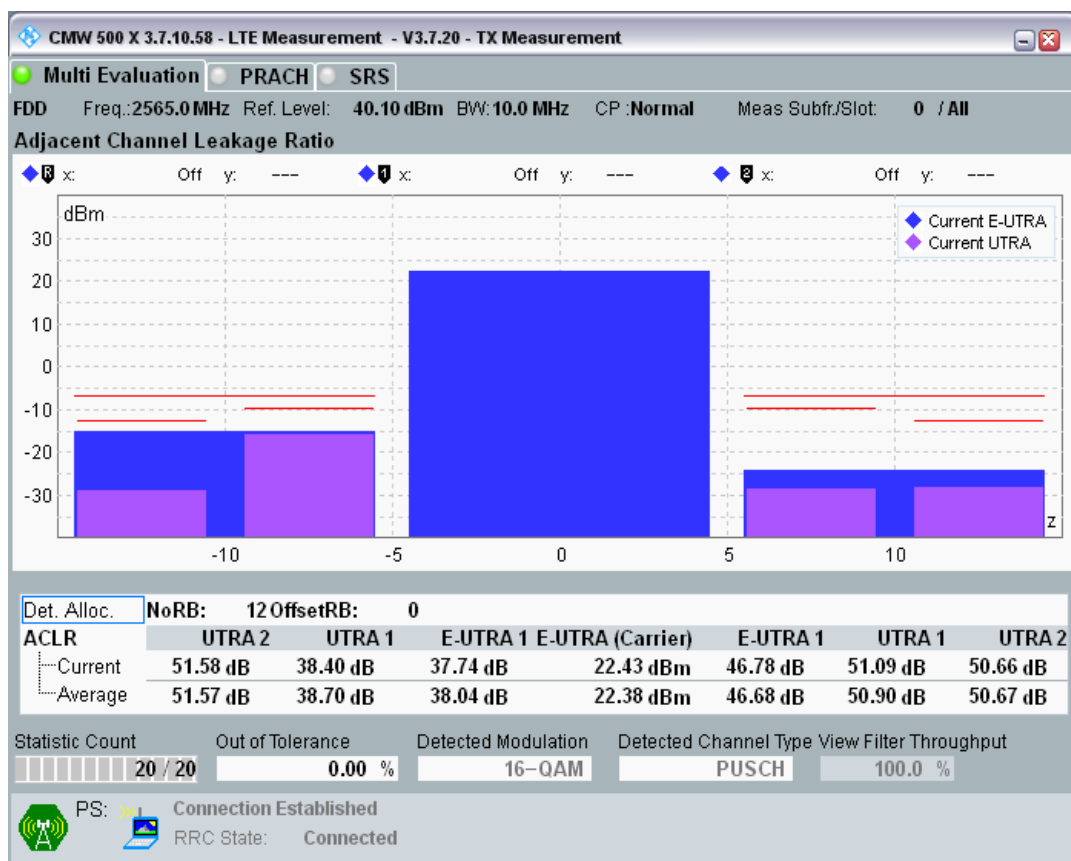 CMW 500 X 3.7.10.58 - LTE Measurement - V3.7.20 - TX Measurement
Multi Evaluation PRACH SRS
FDD Freq.:2565.0 MHz Ref. Level: 40.10 dBm BW:10.0 MHz CP :Normal Meas Subfr./Slot: 0 / All
Adjacent Channel Leakage Ratio
R x: Off y: --- 1 x: Off y: --- 2 x: Off y: ---
dBm
Current E-UTRA
Current UTRA
30
20
10
0
-10
-20
-30
z
-10 -5 0 5 10
Det. Alloc. NoRB: 12 OffsetRB: 0
ACLR UTRA 2 UTRA 1 E-UTRA 1 E-UTRA (Carrier) E-UTRA 1 UTRA 1 UTRA 2
Current 51.58 dB 38.40 dB 37.74 dB 22.43 dBm 46.78 dB 51.09 dB 50.66 dB
Average 51.57 dB 38.70 dB 38.04 dB 22.38 dBm 46.68 dB 50.90 dB 50.67 dB
Statistic Count Out of Tolerance Detected Modulation Detected Channel Type View Filter Throughput
20 / 20 0.00 % 16-QAM PUSCH 100.0 %
PS: Connection Established
RRC State: Connected